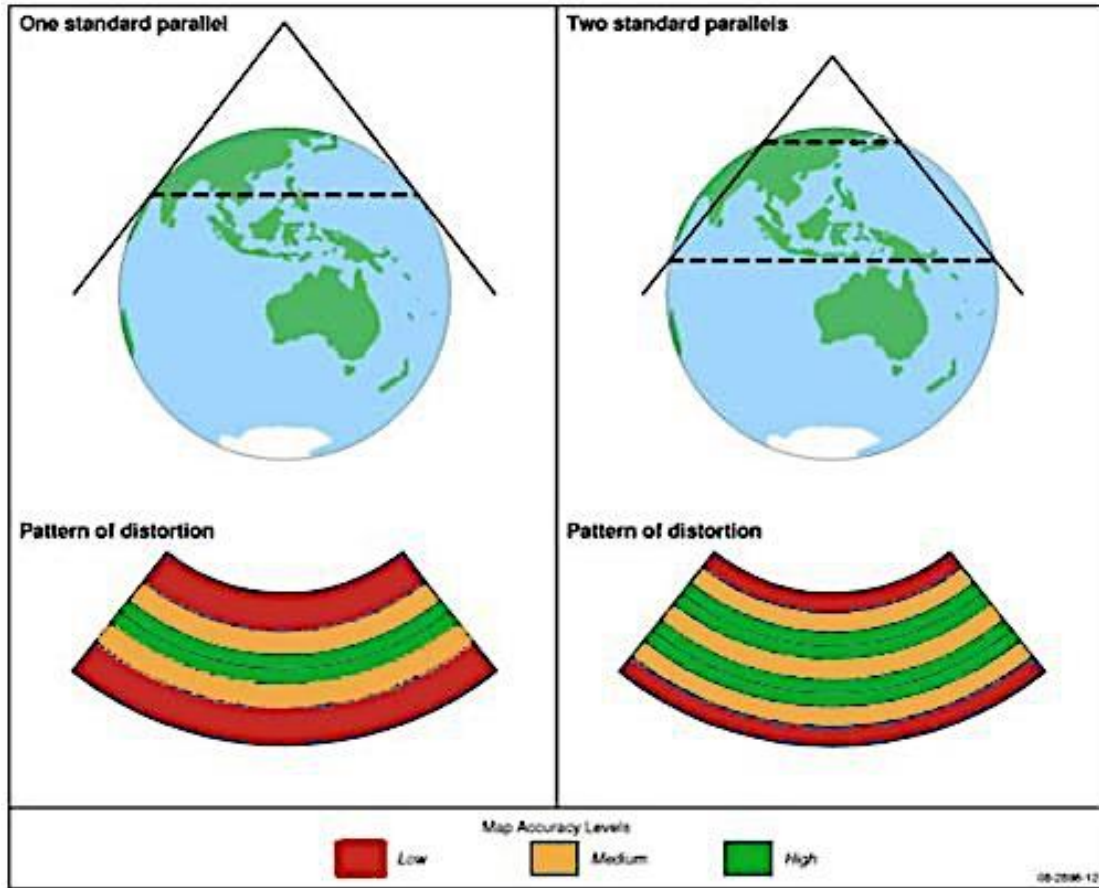 One standard parallel
Two standard parallels
Pattern of distortion
Pattern of distortion
Map Accuracy Levels
Low
Medium
High